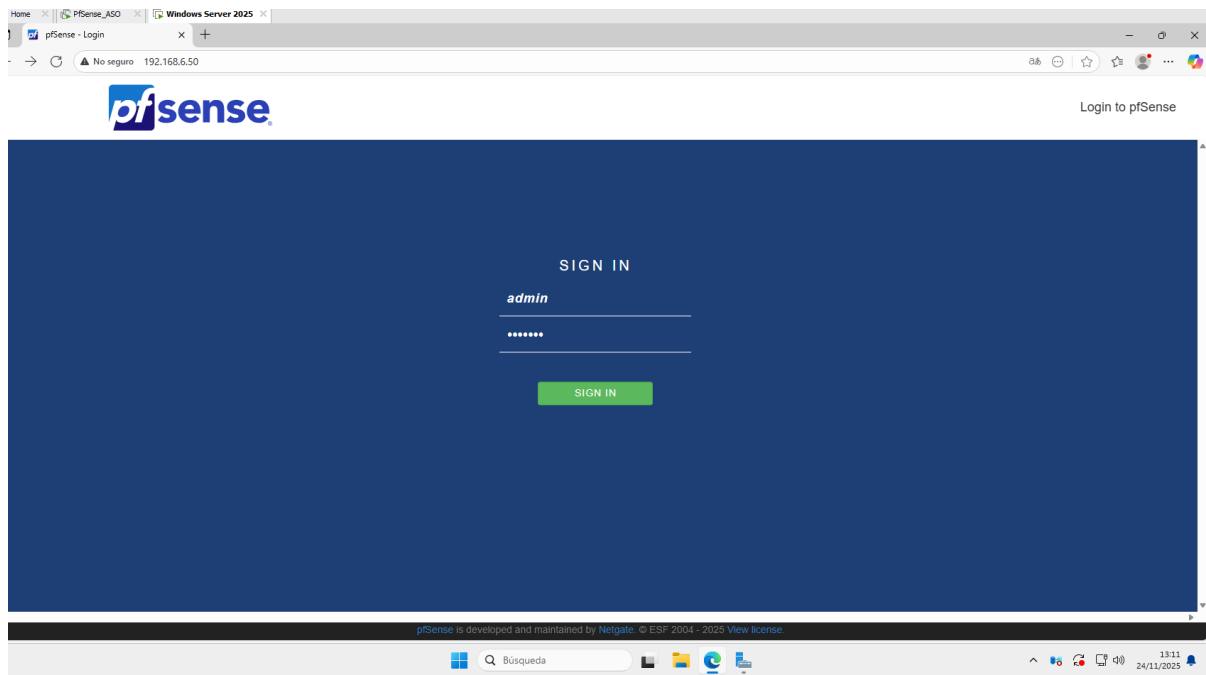 Home PfSense_ASO Windows Server 2025
pfSense - Login
No seguro 192.168.6.50
pfsense
Login to pfSense
SIGN IN
admin
•••••••
SIGN IN
pfSense is developed and maintained by Netgate. © ESF 2004 - 2025 View license.
Búsqueda
13:11
24/11/2025